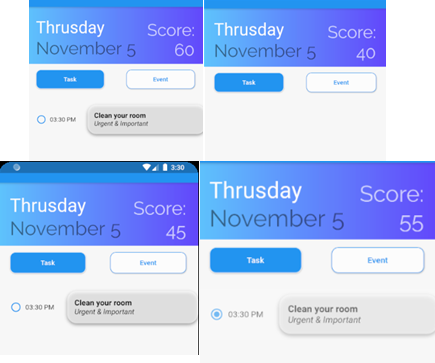 Thrusday
Score:
November 5
60
Task
Event
03:30 PM
Clean your room
Urgent & Important
Thrusday
Score:
November 5
40
Task
Event
3:30
Thrusday
Score:
November 5
45
Task
Event
03:30 PM
Clean your room
Urgent & Important
Thrusday
Score:
November 5
55
Task
Event
03:30 PM
Clean your room
Urgent & Important